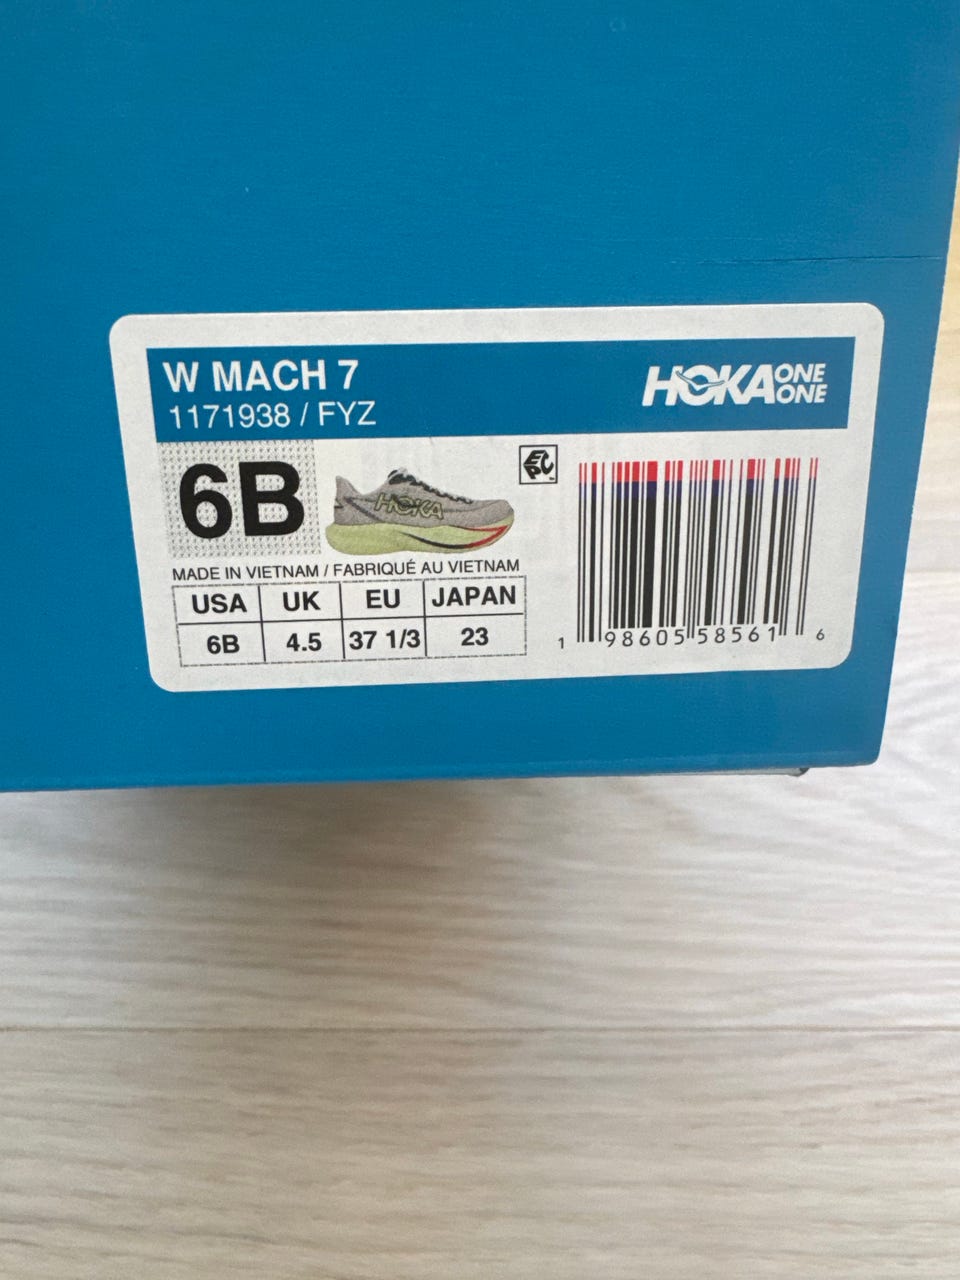 W MACH 7
1171938 / FYZ
HOKA ONE ONE
6B
HOKA
EPC
MADE IN VIETNAM / FABRIQUÉ AU VIETNAM
USA UK EU JAPAN
6B 4.5 37 1/3 23
1 98605 58561 6